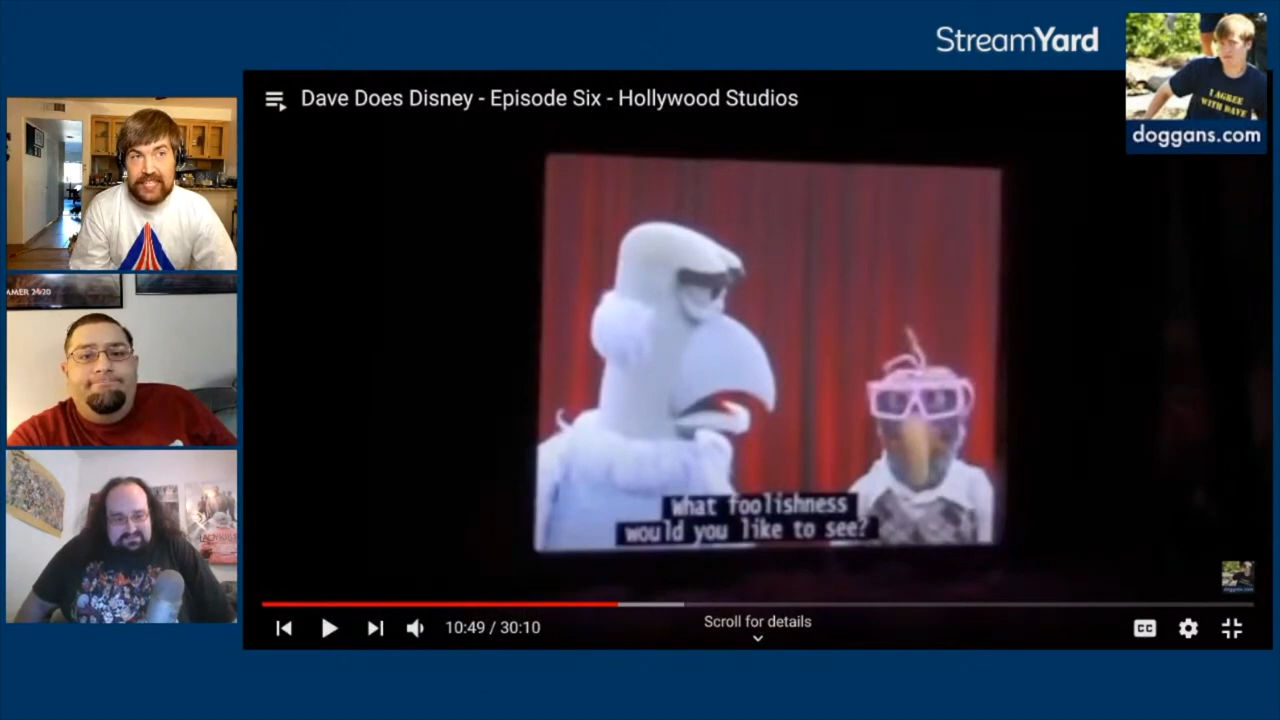 StreamYard
I AGREE
WITH DAVE
doggans.com
Dave Does Disney - Episode Six - Hollywood Studios
AMER 24/20
What foolishness
would you like to see?
10:49 / 30:10
Scroll for details
CC